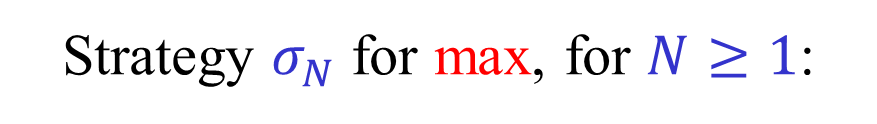 Strategy σ_N for max, for N ≥ 1: